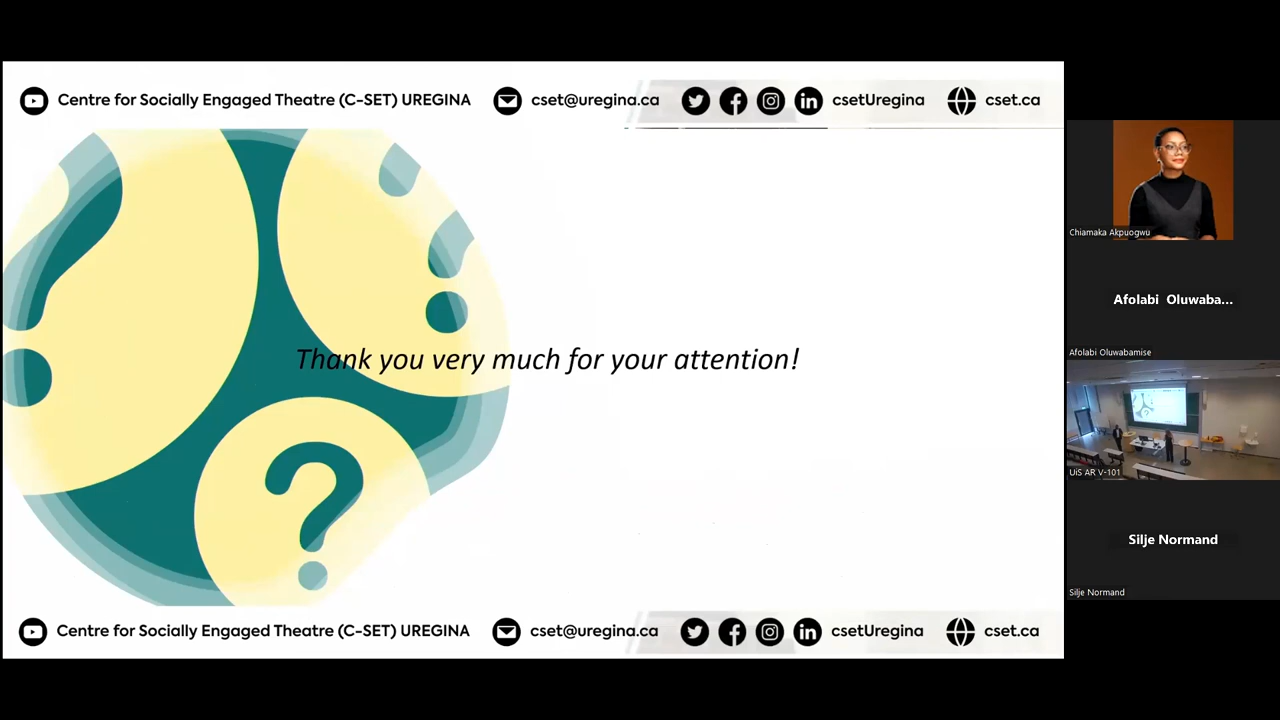 Centre for Socially Engaged Theatre (C-SET) UREGINA cset@uregina.ca csetUregina cset.ca
Thank you very much for your attention!
Centre for Socially Engaged Theatre (C-SET) UREGINA cset@uregina.ca csetUregina cset.ca
Chiamaka Akpuogwu
Afolabi Oluwaba...
Afolabi Oluwabamise
UiS AR V-101
Silje Normand
Silje Normand